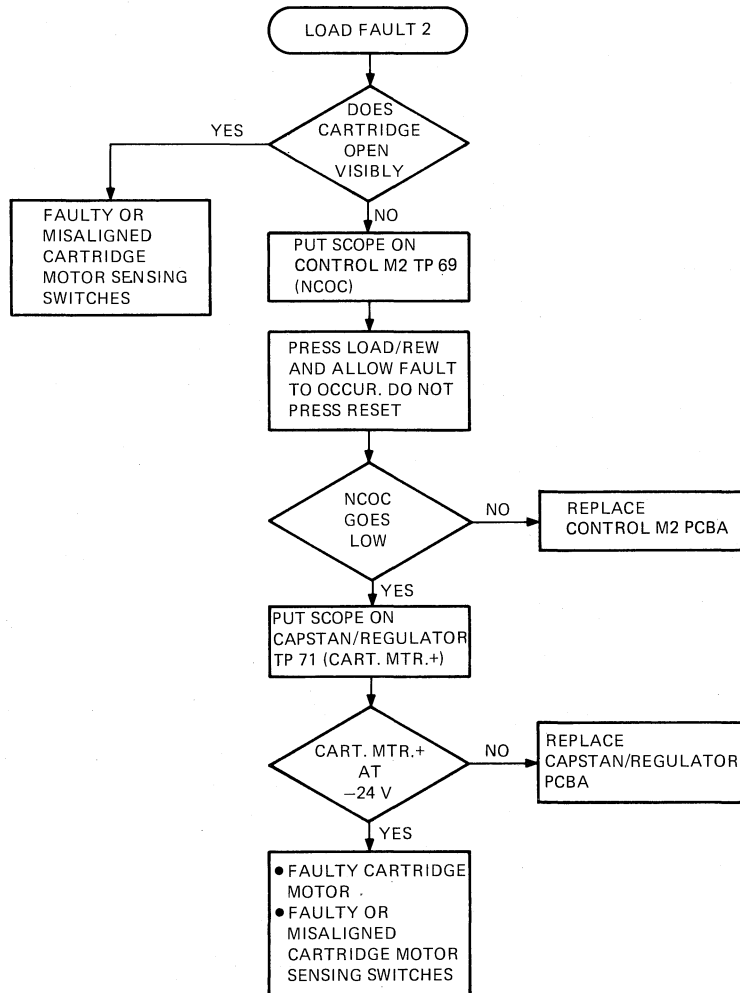 LOAD FAULT 2
DOES
CARTRIDGE
OPEN
VISIBLY
YES
NO
FAULTY OR
MISALIGNED
CARTRIDGE
MOTOR SENSING
SWITCHES
PUT SCOPE ON
CONTROL M2 TP 69
(NCOC)
PRESS LOAD/REW
AND ALLOW FAULT
TO OCCUR. DO NOT
PRESS RESET
NCOC
GOES
LOW
NO
REPLACE
CONTROL M2 PCBA
YES
PUT SCOPE ON
CAPSTAN/REGULATOR
TP 71 (CART. MTR.+)
CART. MTR.+
AT
−24 V
NO
REPLACE
CAPSTAN/REGULATOR
PCBA
YES
● FAULTY CARTRIDGE
MOTOR
● FAULTY OR
MISALIGNED
CARTRIDGE MOTOR
SENSING SWITCHES